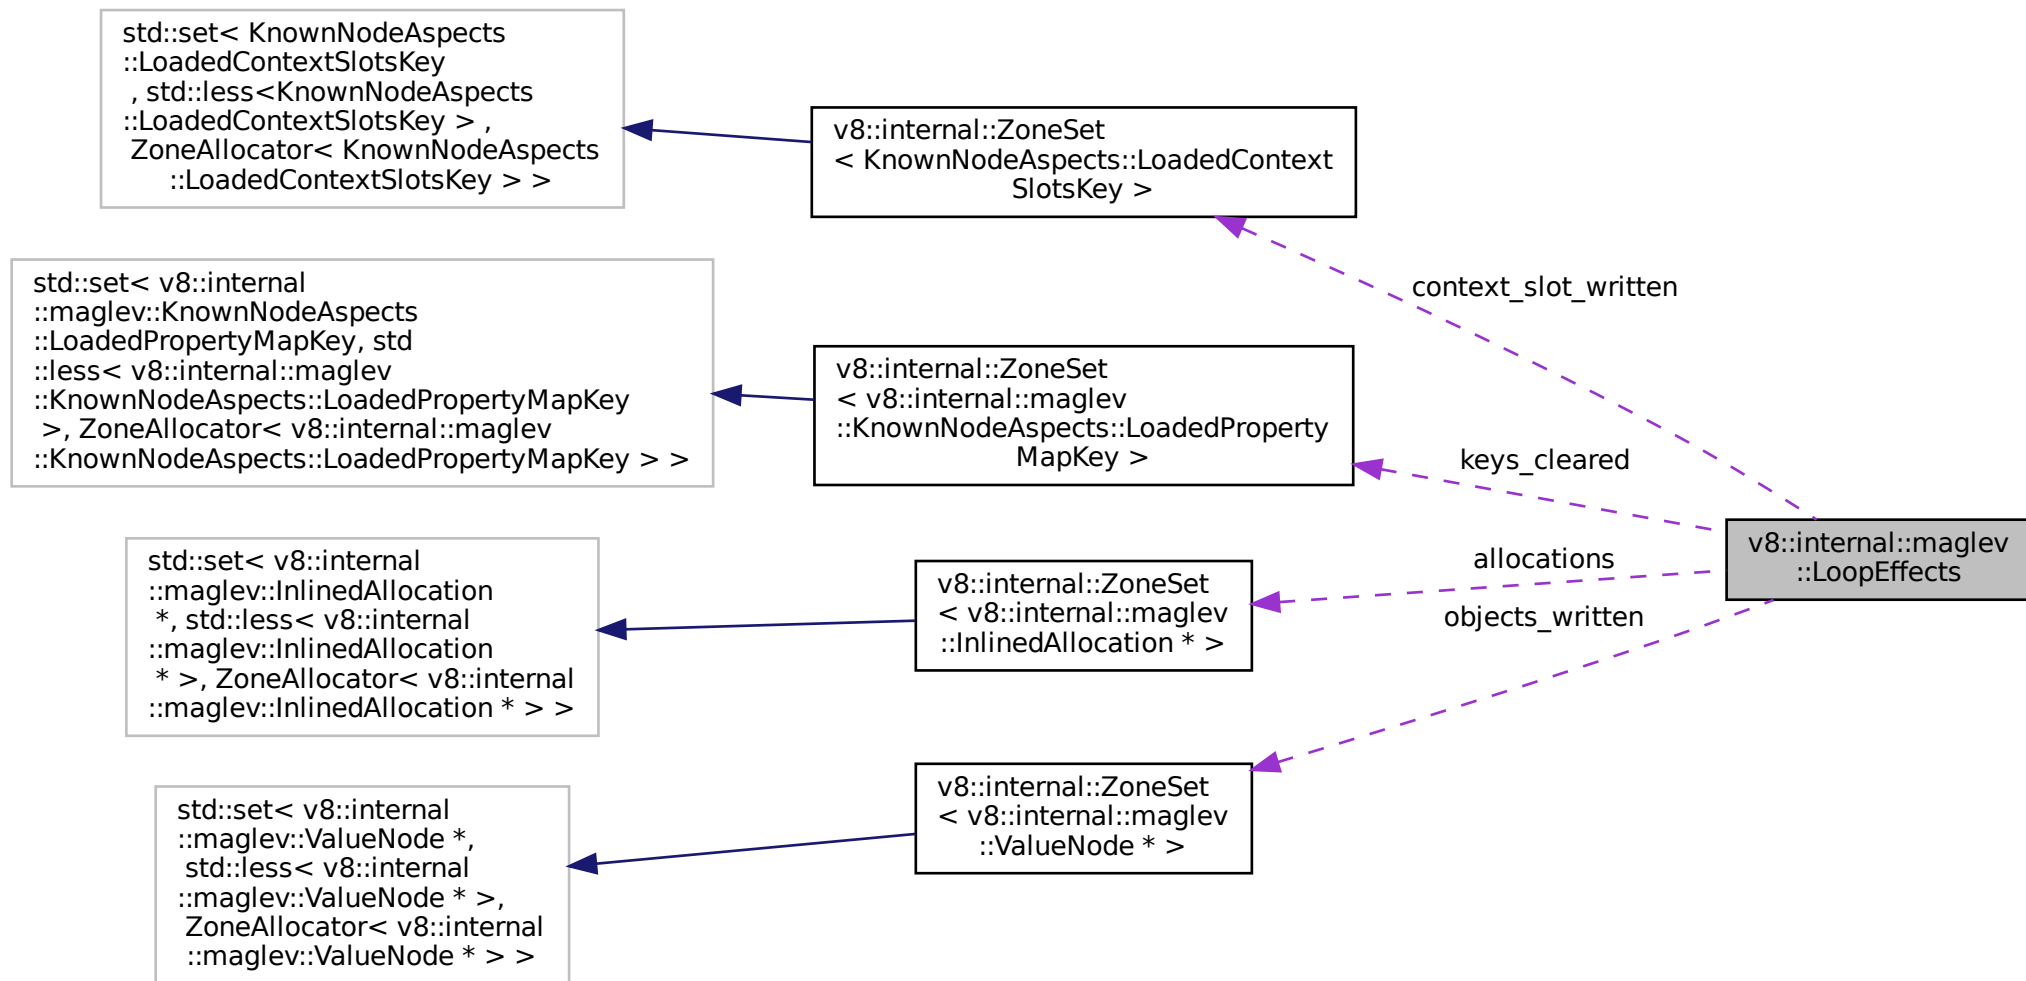 std::set< KnownNodeAspects
::LoadedContextSlotsKey
, std::less<KnownNodeAspects
::LoadedContextSlotsKey > ,
ZoneAllocator< KnownNodeAspects
::LoadedContextSlotsKey > >
v8::internal::ZoneSet
< KnownNodeAspects::LoadedContext
SlotsKey >
context_slot_written
std::set< v8::internal
::maglev::KnownNodeAspects
::LoadedPropertyMapKey, std
::less< v8::internal::maglev
::KnownNodeAspects::LoadedPropertyMapKey
>, ZoneAllocator< v8::internal::maglev
::KnownNodeAspects::LoadedPropertyMapKey > >
v8::internal::ZoneSet
< v8::internal::maglev
::KnownNodeAspects::LoadedProperty
MapKey >
keys_cleared
v8::internal::maglev
::LoopEffects
std::set< v8::internal
::maglev::InlinedAllocation
*, std::less< v8::internal
::maglev::InlinedAllocation
* >, ZoneAllocator< v8::internal
::maglev::InlinedAllocation * > >
v8::internal::ZoneSet
< v8::internal::maglev
::InlinedAllocation * >
allocations
objects_written
std::set< v8::internal
::maglev::ValueNode *,
std::less< v8::internal
::maglev::ValueNode * >,
ZoneAllocator< v8::internal
::maglev::ValueNode * > >
v8::internal::ZoneSet
< v8::internal::maglev
::ValueNode * >